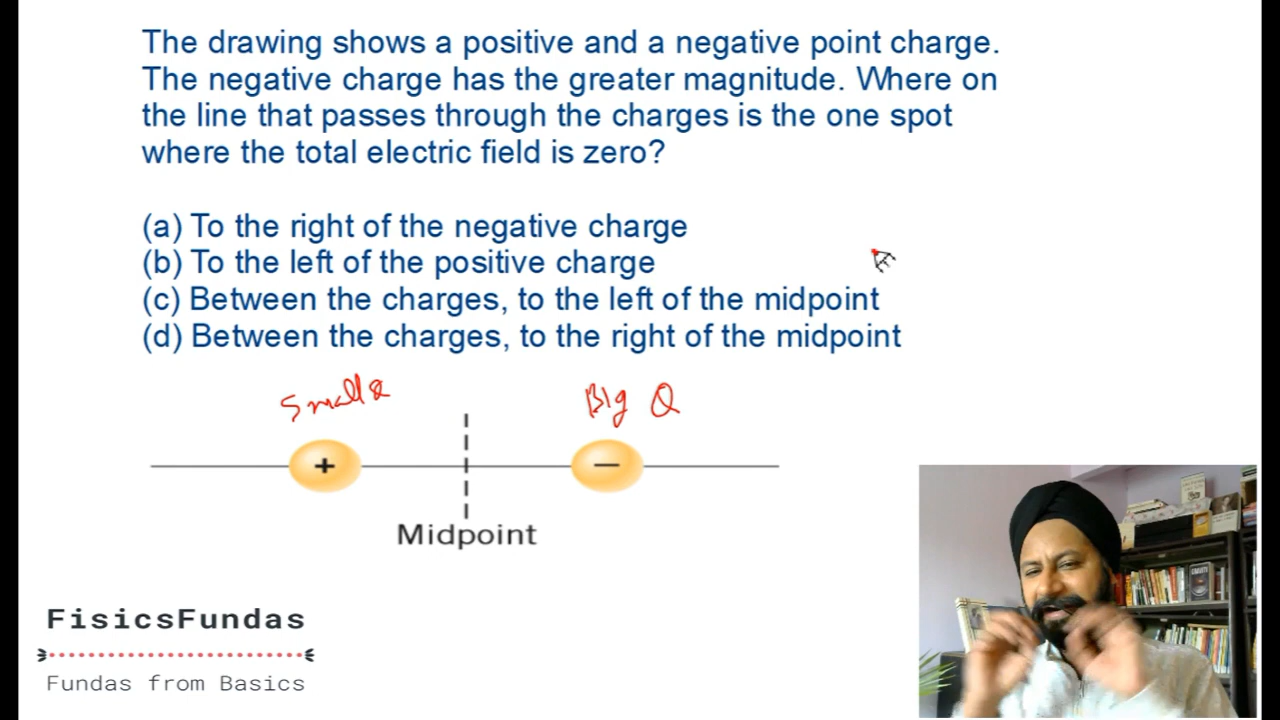 The drawing shows a positive and a negative point charge.
The negative charge has the greater magnitude. Where on
the line that passes through the charges is the one spot
where the total electric field is zero?
(a) To the right of the negative charge
(b) To the left of the positive charge
(c) Between the charges, to the left of the midpoint
(d) Between the charges, to the right of the midpoint
Small Big Q
+ −
Midpoint
FisicsFundas
Fundas from Basics